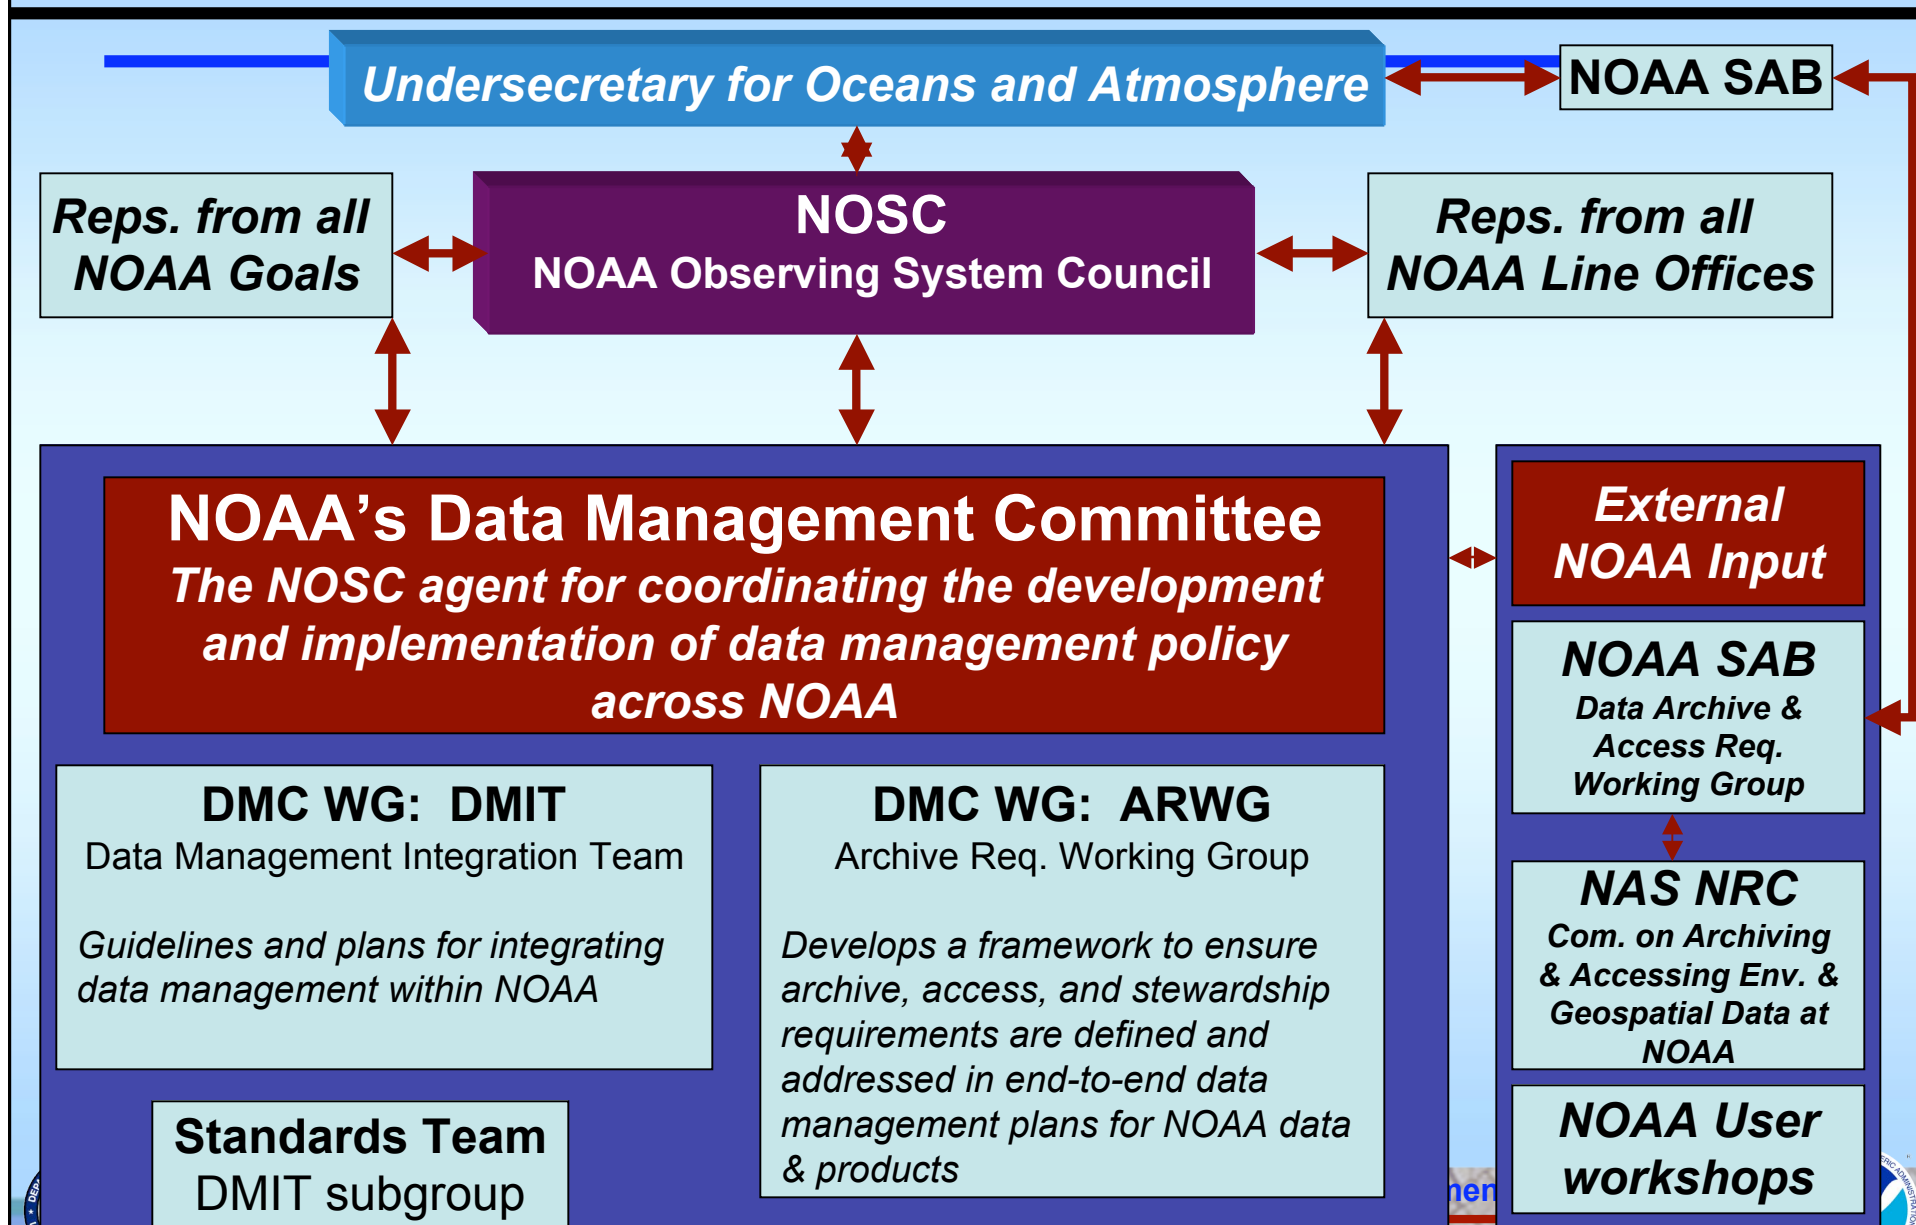 Undersecretary for Oceans and Atmosphere
NOAA SAB
Reps. from all
NOAA Goals
NOSC
NOAA Observing System Council
Reps. from all
NOAA Line Offices
NOAA’s Data Management Committee
The NOSC agent for coordinating the development
and implementation of data management policy
across NOAA
External
NOAA Input
NOAA SAB
Data Archive &
Access Req.
Working Group
NAS NRC
Com. on Archiving
& Accessing Env. &
Geospatial Data at
NOAA
NOAA User
workshops
DMC WG:  DMIT
Data Management Integration Team
Guidelines and plans for integrating
data management within NOAA
Standards Team
DMIT subgroup
DMC WG:  ARWG
Archive Req. Working Group
Develops a framework to ensure
archive, access, and stewardship
requirements are defined and
addressed in end-to-end data
management plans for NOAA data
& products